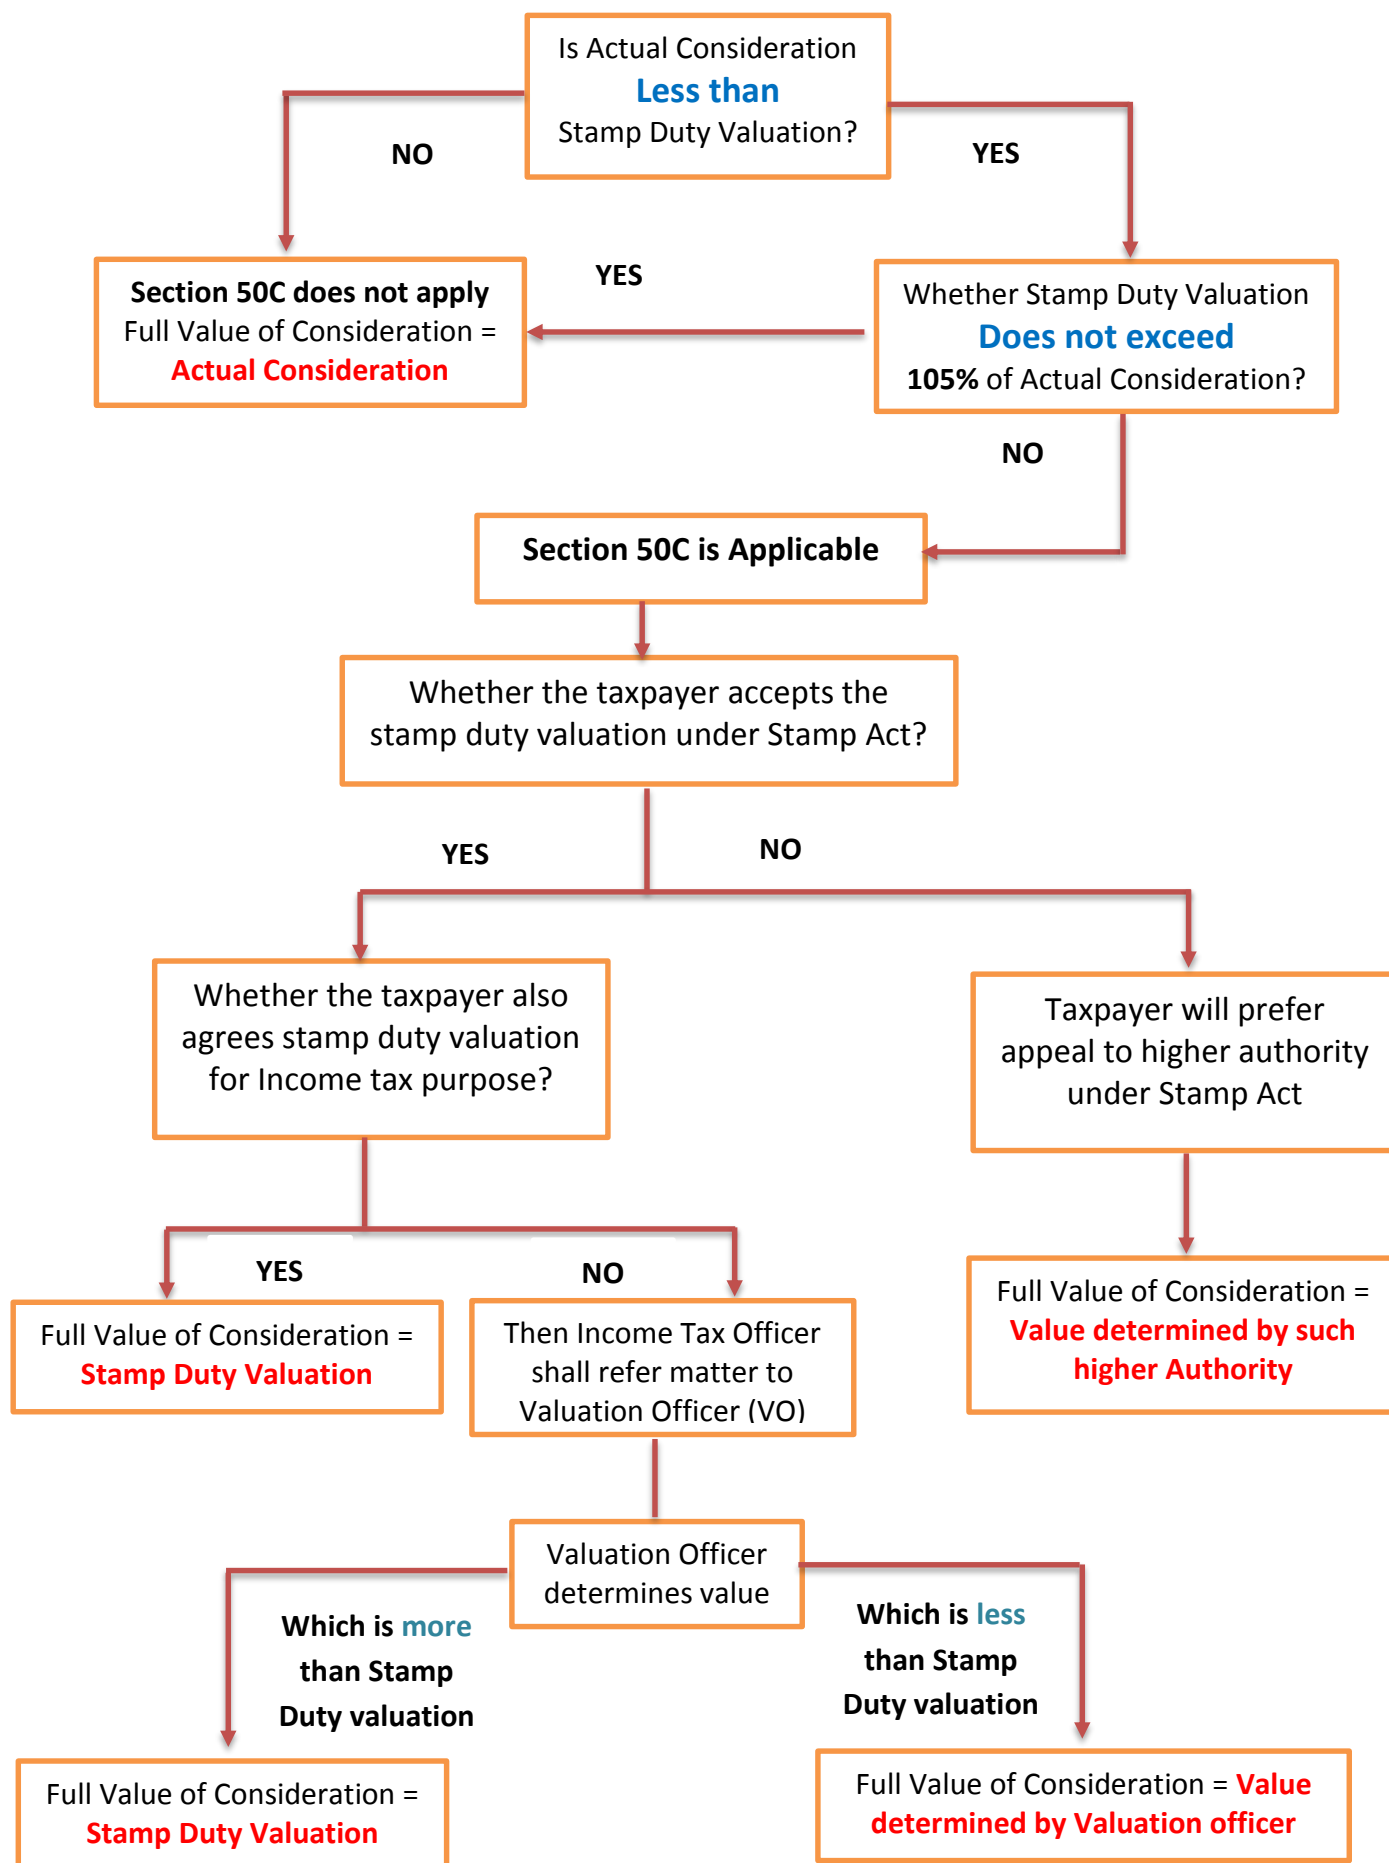 Is Actual Consideration
Less than
Stamp Duty Valuation?
NO
YES
Section 50C does not apply
Full Value of Consideration =
Actual Consideration
YES
Whether Stamp Duty Valuation
Does not exceed
105% of Actual Consideration?
NO
Section 50C is Applicable
Whether the taxpayer accepts the
stamp duty valuation under Stamp Act?
YES
NO
Whether the taxpayer also
agrees stamp duty valuation
for Income tax purpose?
Taxpayer will prefer
appeal to higher authority
under Stamp Act
YES
NO
Full Value of Consideration =
Stamp Duty Valuation
Then Income Tax Officer
shall refer matter to
Valuation Officer (VO)
Full Value of Consideration =
Value determined by such
higher Authority
Valuation Officer
determines value
Which is more
than Stamp
Duty valuation
Which is less
than Stamp
Duty valuation
Full Value of Consideration =
Stamp Duty Valuation
Full Value of Consideration = Value
determined by Valuation officer